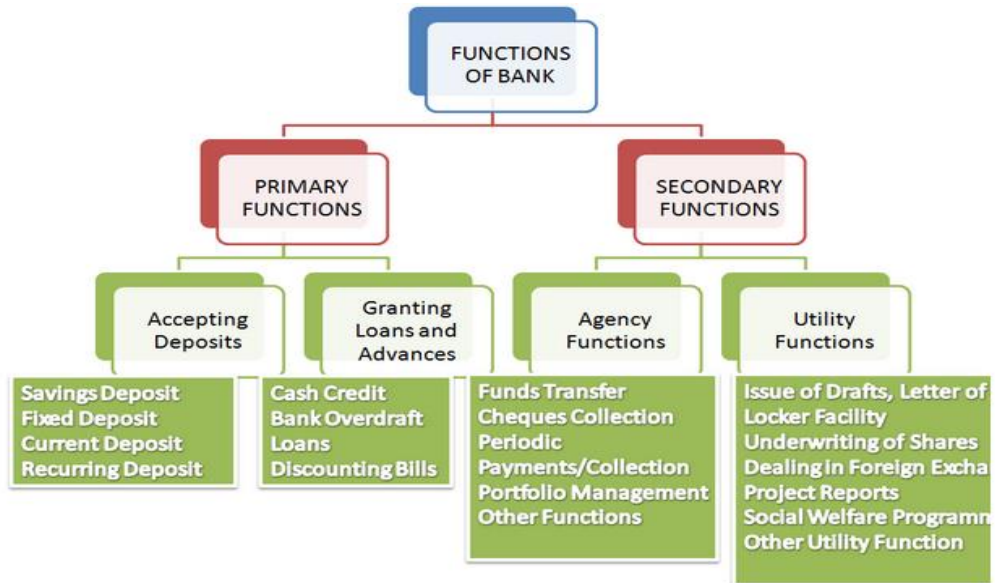 FUNCTIONS
OF BANK
PRIMARY
FUNCTIONS
SECONDARY
FUNCTIONS
Accepting
Deposits
Granting
Loans and
Advances
Agency
Functions
Utility
Functions
Savings Deposit
Fixed Deposit
Current Deposit
Recurring Deposit
Cash Credit
Bank Overdraft
Loans
Discounting Bills
Funds Transfer
Cheques Collection
Periodic
Payments/Collection
Portfolio Management
Other Functions
Issue of Drafts, Letter of
Locker Facility
Underwriting of Shares
Dealing in Foreign Excha
Project Reports
Social Welfare Programm
Other Utility Function